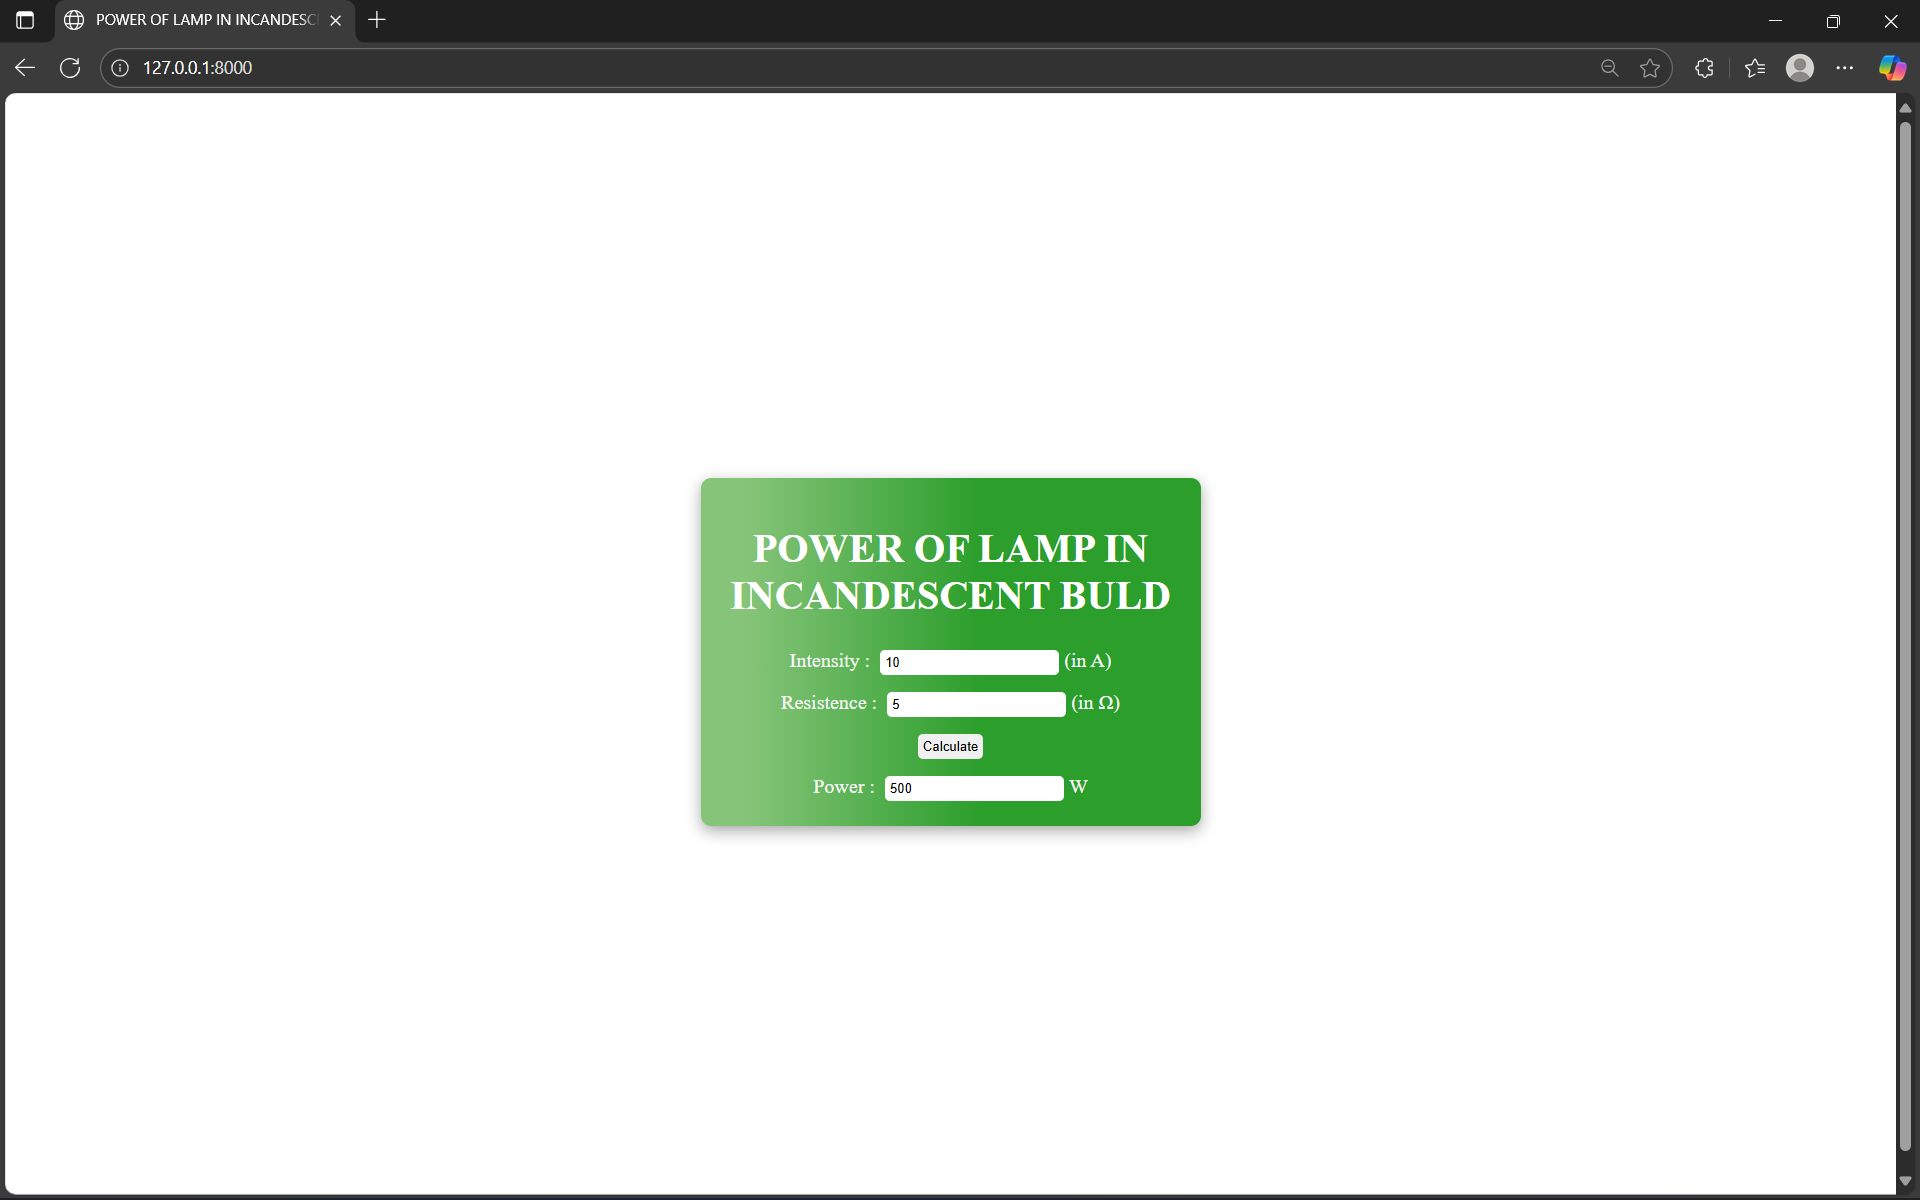 POWER OF LAMP IN INCANDESC
127.0.0.1:8000
POWER OF LAMP IN
INCANDESCENT BULD
Intensity : 10 (in A)
Resistence : 5 (in Ω)
Calculate
Power : 500 W